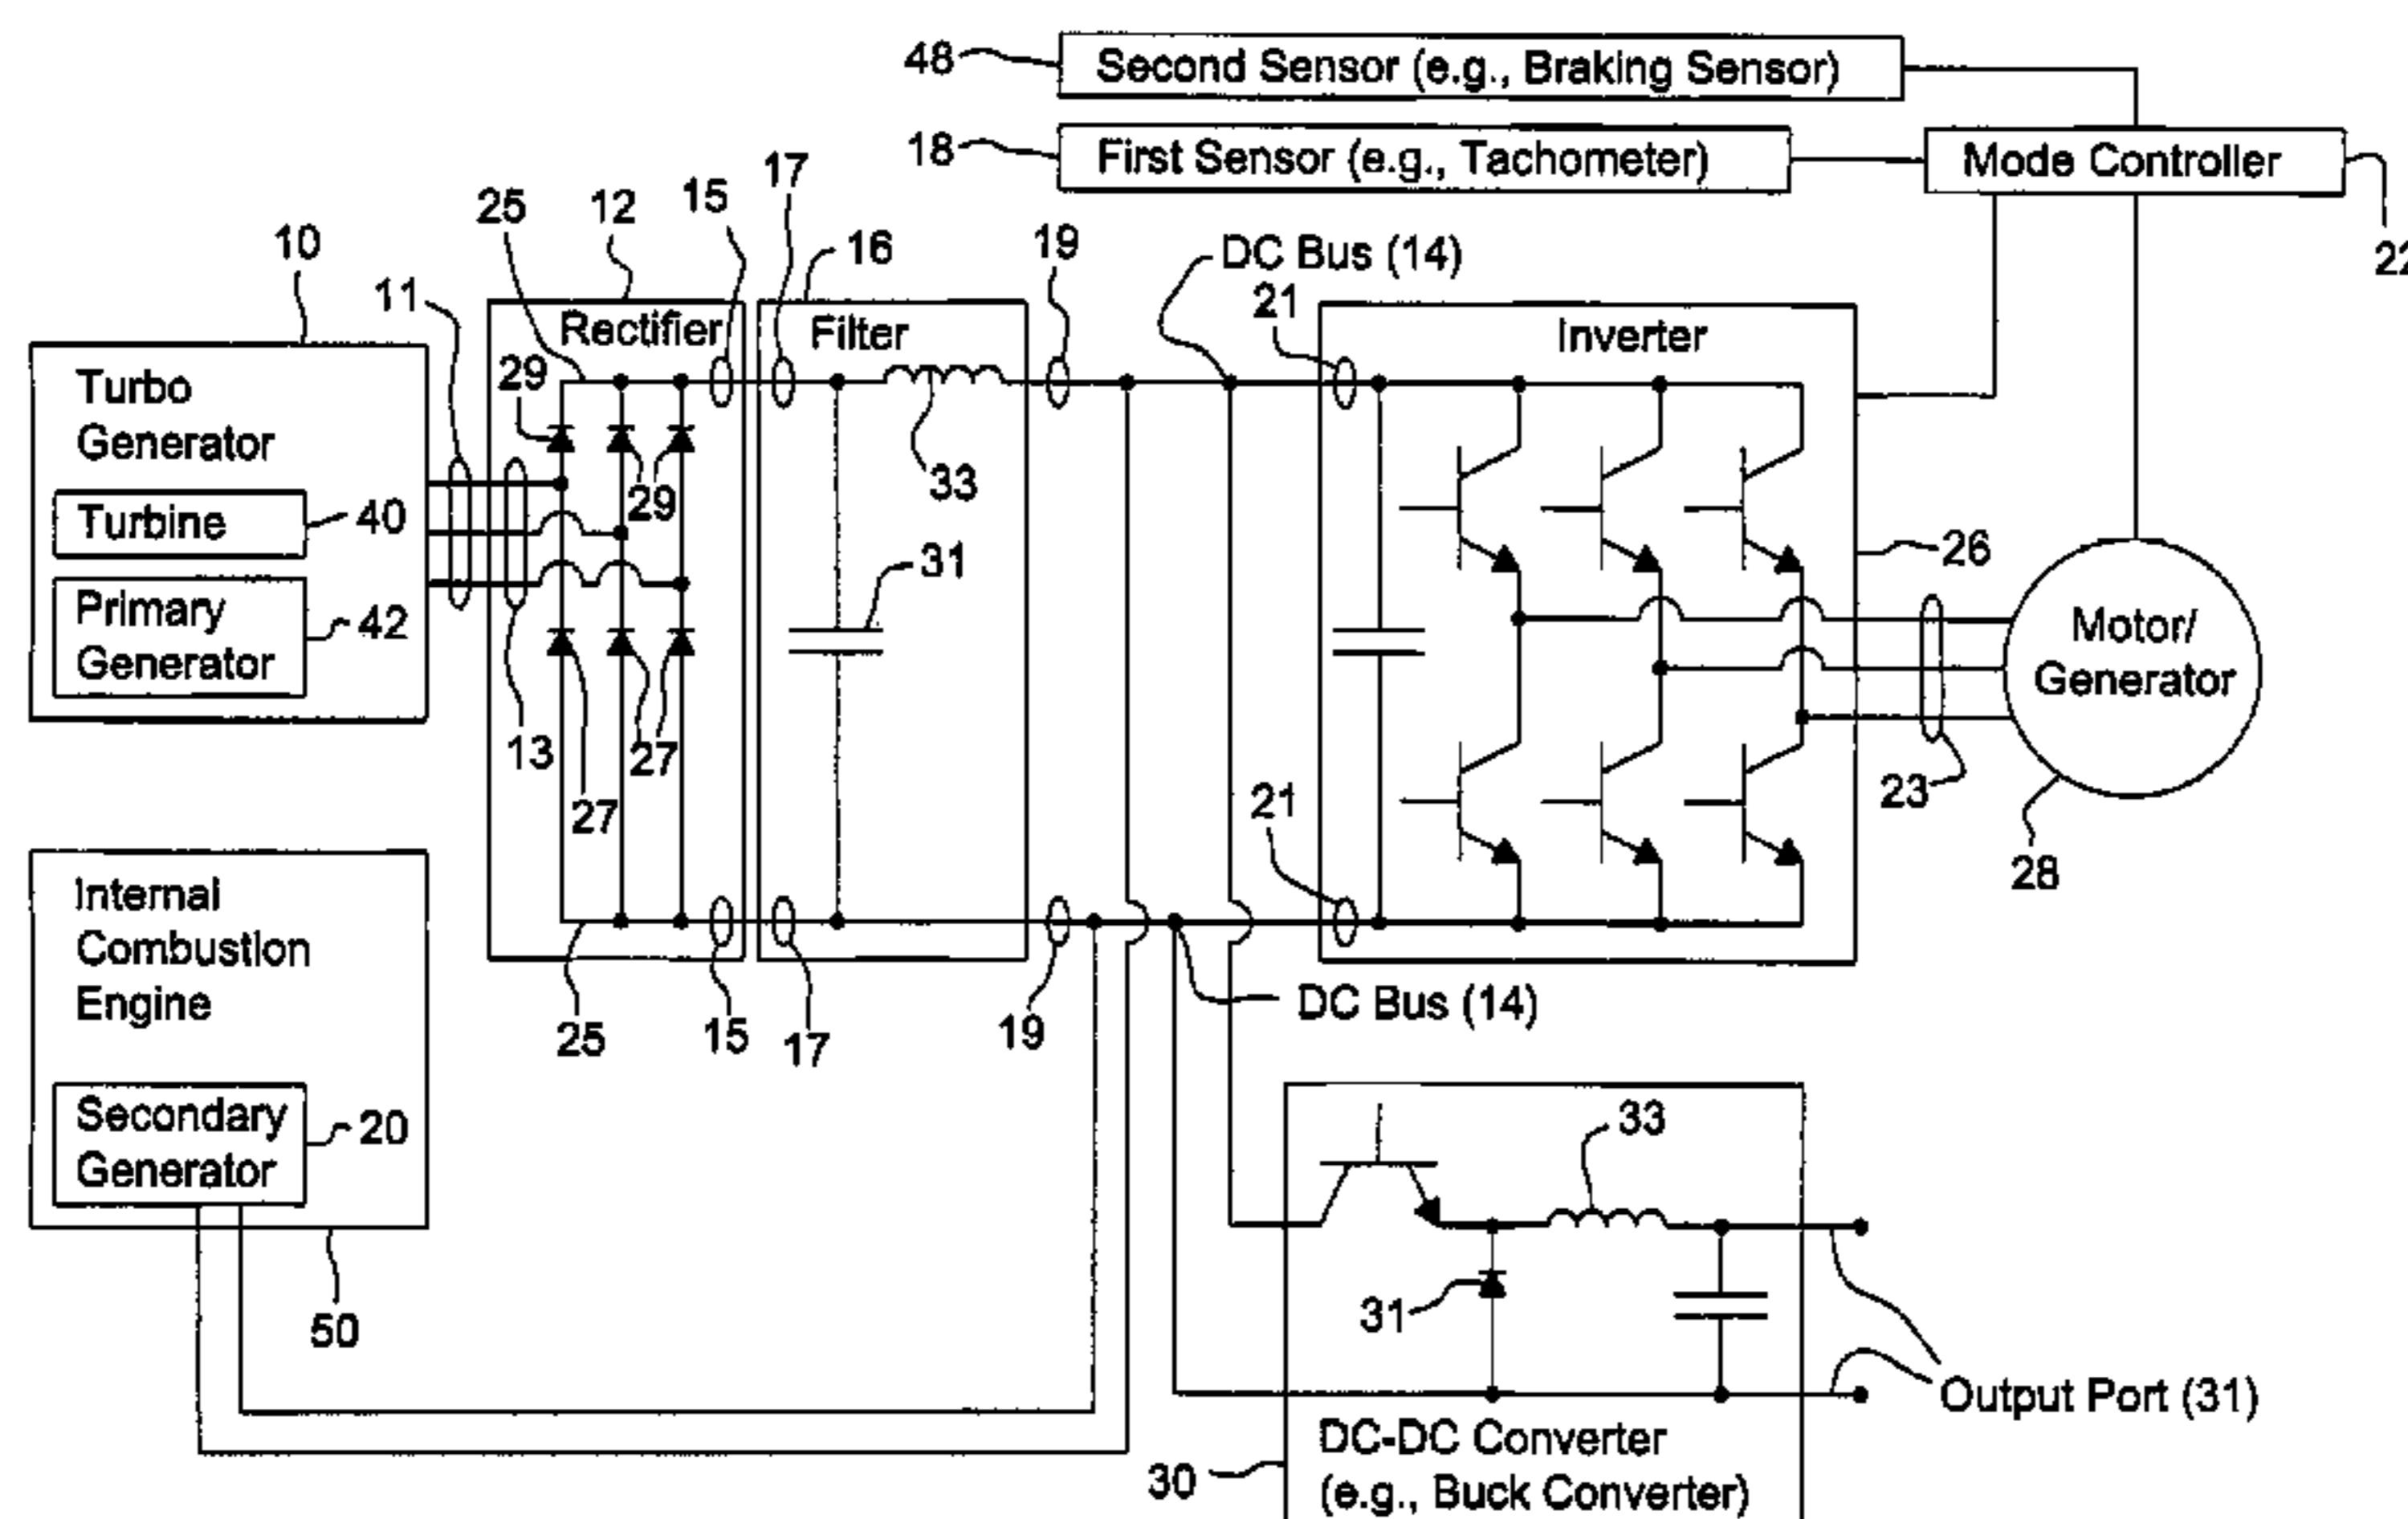 48
Second Sensor (e.g., Braking Sensor)
18
First Sensor (e.g., Tachometer)
Mode Controller
22
10
11
25
12
15
17
16
19
DC Bus (14)
21
Rectifier
Filter
Inverter
Turbo
Generator
29
29
33
Turbine
40
31
26
Primary
Generator
42
Motor/
Generator
13
27
27
21
23
28
Internal
Combustion
Engine
25
15
17
19
DC Bus (14)
Secondary
Generator
20
33
50
31
Output Port (31)
30
DC-DC Converter
(e.g., Buck Converter)